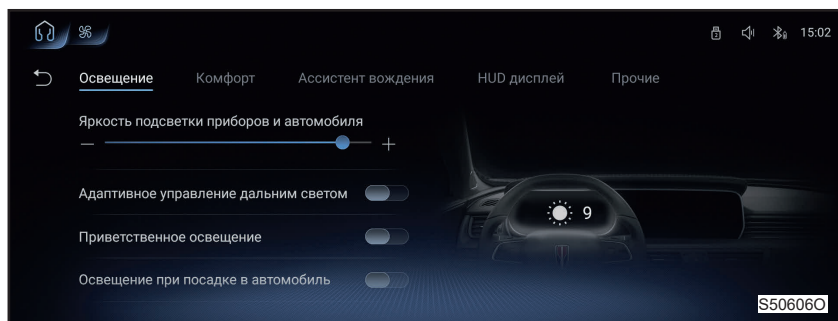 15:02
Освещение Комфорт Ассистент вождения HUD дисплей Прочие
Яркость подсветки приборов и автомобиля
9
Адаптивное управление дальним светом
Приветственное освещение
Освещение при посадке в автомобиль
S50606O